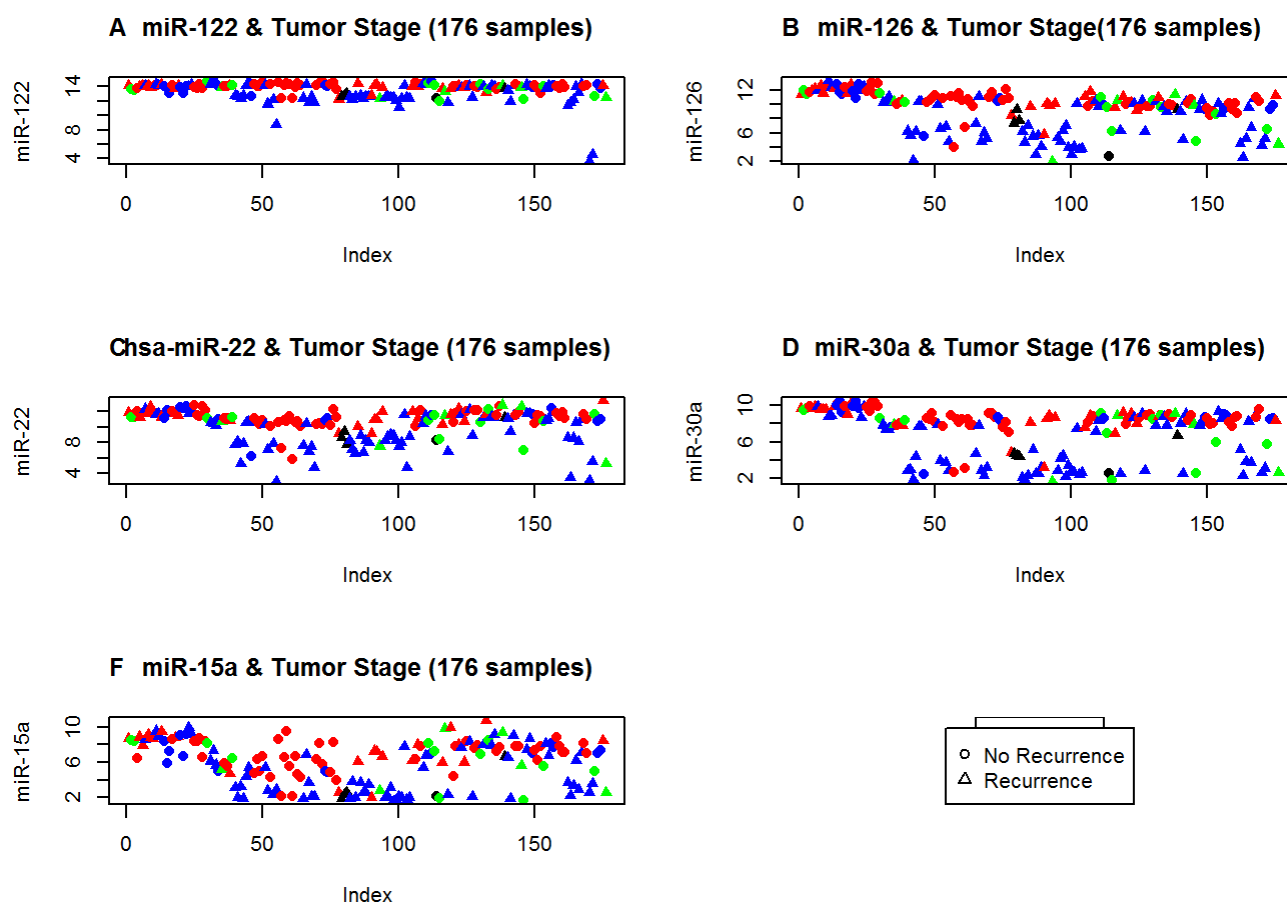 A miR-122 & Tumor Stage (176 samples)
miR-122
4 8 14
0 50 100 150
Index
B miR-126 & Tumor Stage(176 samples)
miR-126
2 6 12
0 50 100 150
Index
Chsa-miR-22 & Tumor Stage (176 samples)
miR-22
4 8
0 50 100 150
Index
D miR-30a & Tumor Stage (176 samples)
miR-30a
2 6 10
0 50 100 150
Index
F miR-15a & Tumor Stage (176 samples)
miR-15a
2 6 10
0 50 100 150
Index
No Recurrence
Recurrence